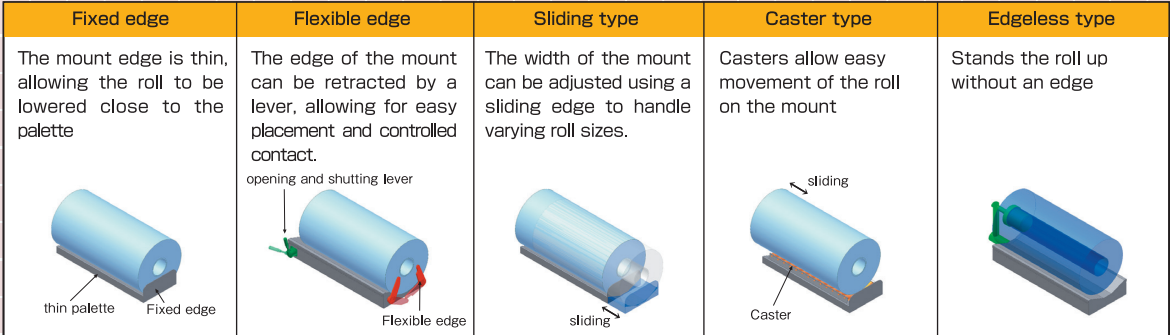 Fixed edge
The mount edge is thin,
allowing the roll to be
lowered close to the
palette
thin palette
Fixed edge
Flexible edge
The edge of the mount
can be retracted by a
lever, allowing for easy
placement and controlled
contact.
opening and shutting lever
Flexible edge
Sliding type
The width of the mount
can be adjusted using a
sliding edge to handle
varying roll sizes.
sliding
Caster type
Casters allow easy
movement of the roll
on the mount
sliding
Caster
Edgeless type
Stands the roll up
without an edge